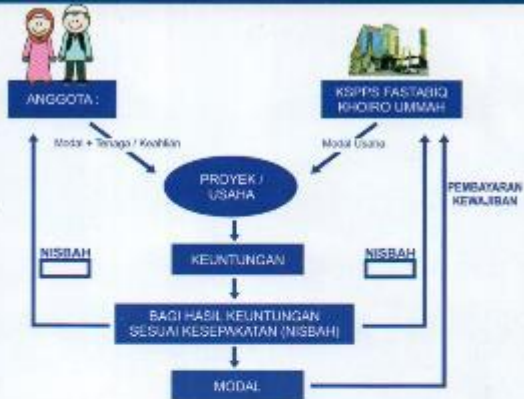 ANGGOTA :
KSPPS FASTABIQ
KHOIRO UMMAH
Modal + Tenaga / Keahlian
Modal Usaha
PROYEK /
USAHA
PEMBAYARAN
KEWAJIBAN
NISBAH
NISBAH
KEUNTUNGAN
BAGI HASIL KEUNTUNGAN
SESUAI KESEPAKATAN (NISBAH)
MODAL